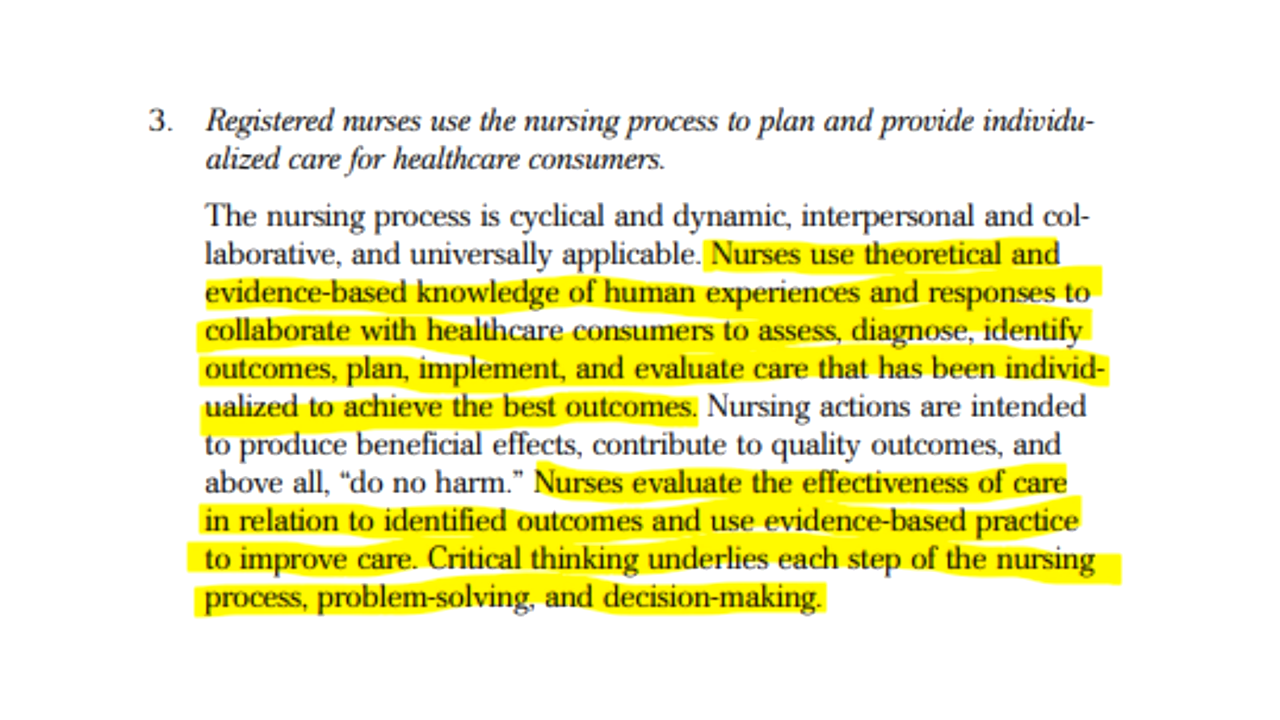 3. Registered nurses use the nursing process to plan and provide individu-
alized care for healthcare consumers.
The nursing process is cyclical and dynamic, interpersonal and col-
laborative, and universally applicable. Nurses use theoretical and
evidence-based knowledge of human experiences and responses to
collaborate with healthcare consumers to assess, diagnose, identify
outcomes, plan, implement, and evaluate care that has been individ-
ualized to achieve the best outcomes. Nursing actions are intended
to produce beneficial effects, contribute to quality outcomes, and
above all, “do no harm.” Nurses evaluate the effectiveness of care
in relation to identified outcomes and use evidence-based practice
to improve care. Critical thinking underlies each step of the nursing
process, problem-solving, and decision-making.